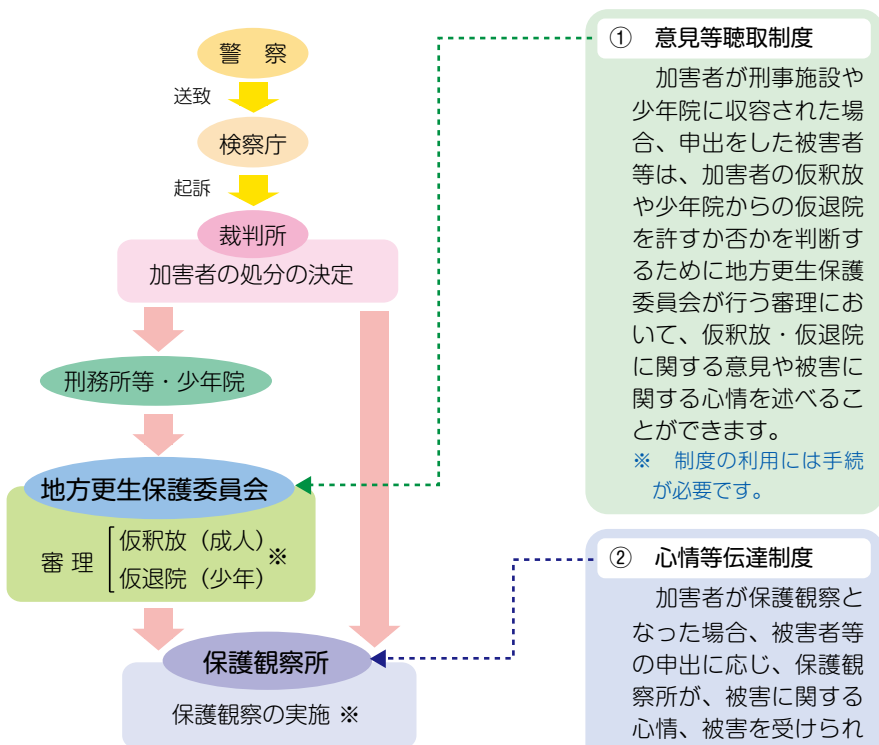 警　察
送致
検察庁
起訴
裁判所
加害者の処分の決定
刑務所等・少年院
地方更生保護委員会
審 理
仮釈放（成人）
仮退院（少年）
※
保護観察所
保護観察の実施 ※
①　意見等聴取制度
　加害者が刑事施設や
少年院に収容された場
合、申出をした被害者
等は、加害者の仮釈放
や少年院からの仮退院
を許すか否かを判断す
るために地方更生保護
委員会が行う審理にお
いて、仮釈放・仮退院
に関する意見や被害に
関する心情を述べるこ
とができます。
※　制度の利用には手続
が必要です。
②　心情等伝達制度
　加害者が保護観察と
なった場合、被害者等
の申出に応じ、保護観
察所が、被害に関する
心情、被害を受けられ